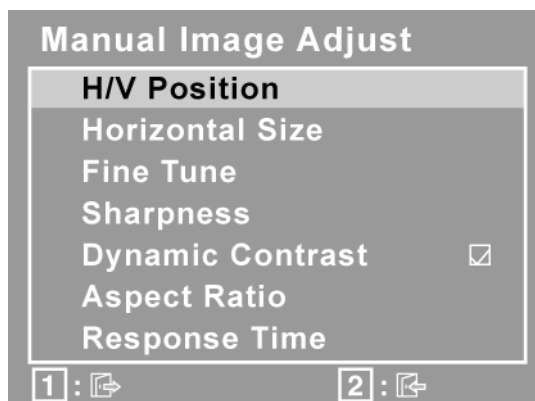 Manual Image Adjust
H/V Position
Horizontal Size
Fine Tune
Sharpness
Dynamic Contrast
Aspect Ratio
Response Time
1 : 2 :